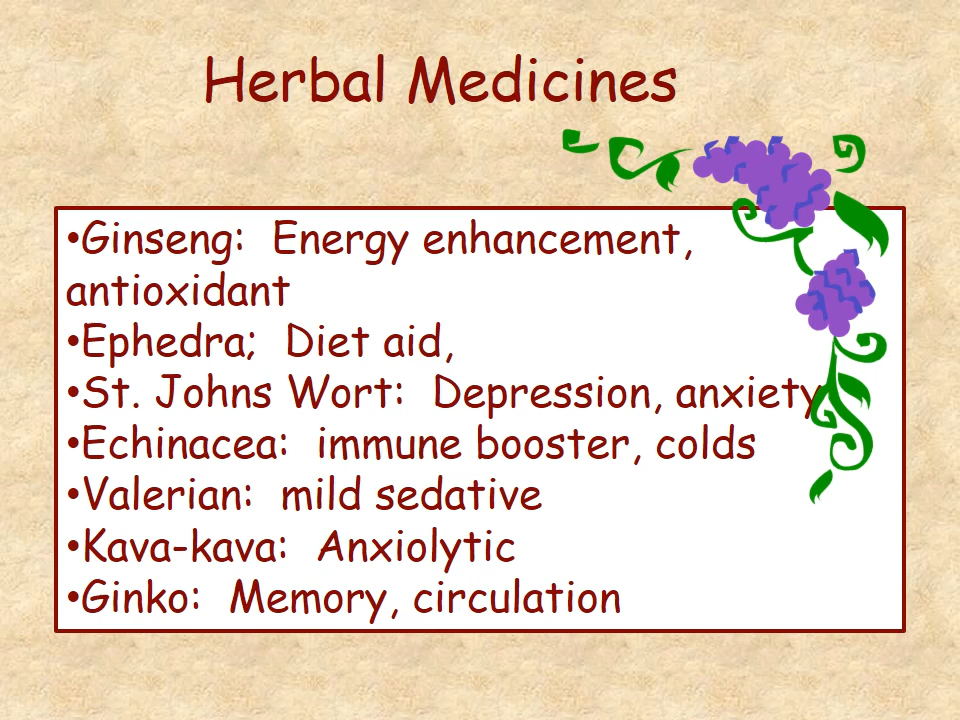 Herbal Medicines
•Ginseng:  Energy enhancement,
antioxidant
•Ephedra;  Diet aid,
•St. Johns Wort:  Depression, anxiety
•Echinacea:  immune booster, colds
•Valerian:  mild sedative
•Kava-kava:  Anxiolytic
•Ginko:  Memory, circulation